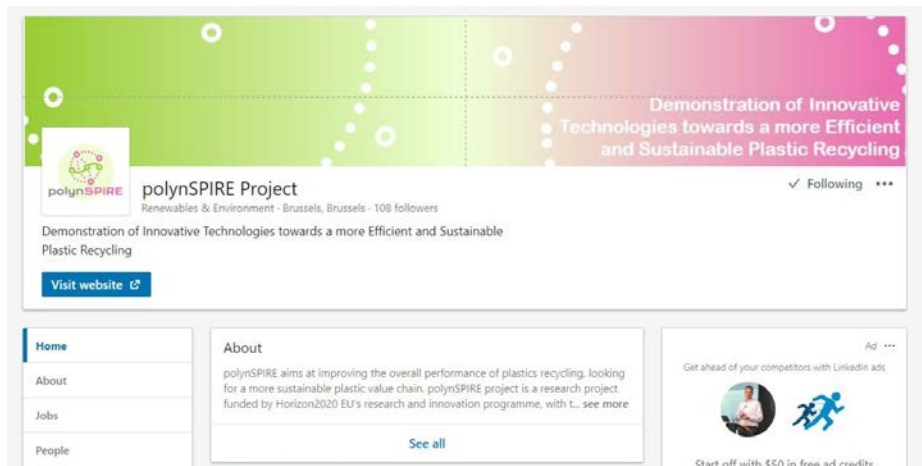 Demonstration of Innovative
Technologies towards a more Efficient
and Sustainable Plastic Recycling
polynSPIRE
polynSPIRE Project
Renewables & Environment - Brussels, Brussels - 108 followers
Following
Demonstration of Innovative Technologies towards a more Efficient and Sustainable
Plastic Recycling
Visit website
Home
About
Jobs
People
About
polynSPIRE aims at improving the overall performance of plastics recycling, looking
for a more sustainable plastic value chain. polynSPIRE project is a research project
funded by Horizon2020 EU's research and innovation programme, with t... see more
See all
Ad
Get ahead of your competitors with LinkedIn ads
Start off with $50 in free ad credits